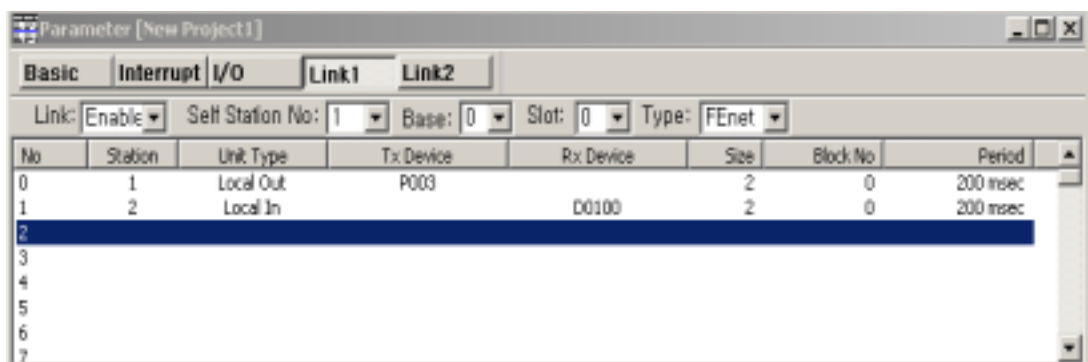 Parameter [New Project1]
Basic Interrupt I/O Link1 Link2
Link: Enable Self Station No: 1 Base: 0 Slot: 0 Type: FEnet
No Station Unit Type Tx Device Rx Device Size Block No Period
0 1 Local Out P003 2 0 200 msec
1 2 Local In D0100 2 0 200 msec
2
3
4
5
6
7